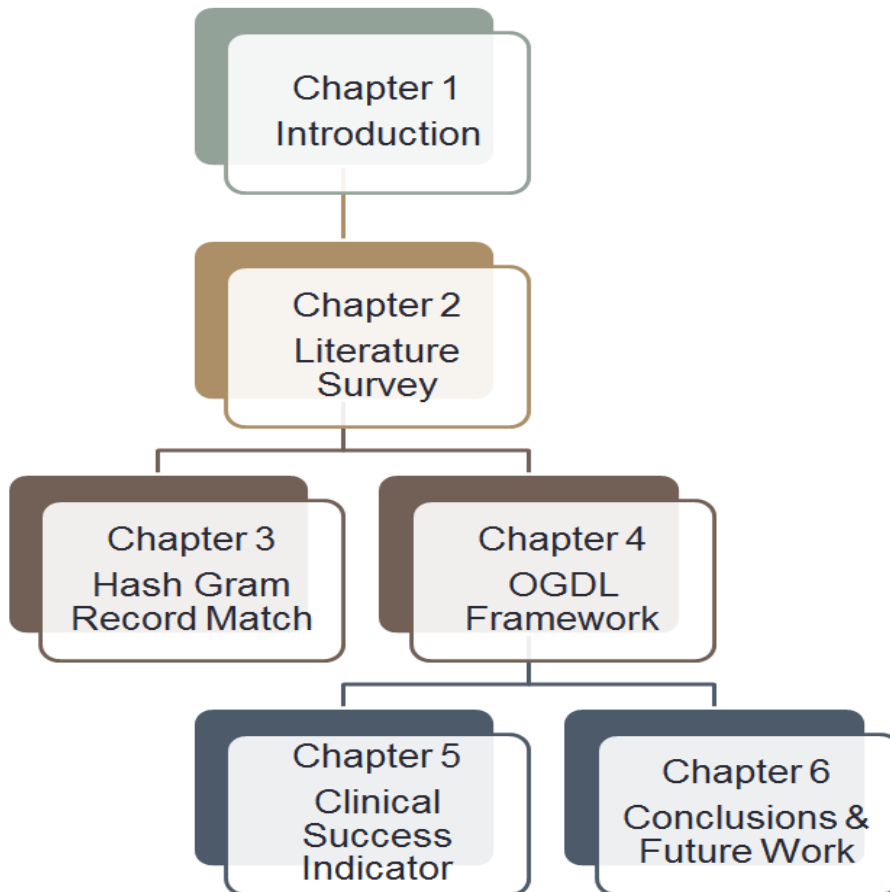 Chapter 1
Introduction
Chapter 2
Literature
Survey
Chapter 3
Hash Gram
Record Match
Chapter 4
OGDL
Framework
Chapter 5
Clinical
Success
Indicator
Chapter 6
Conclusions &
Future Work